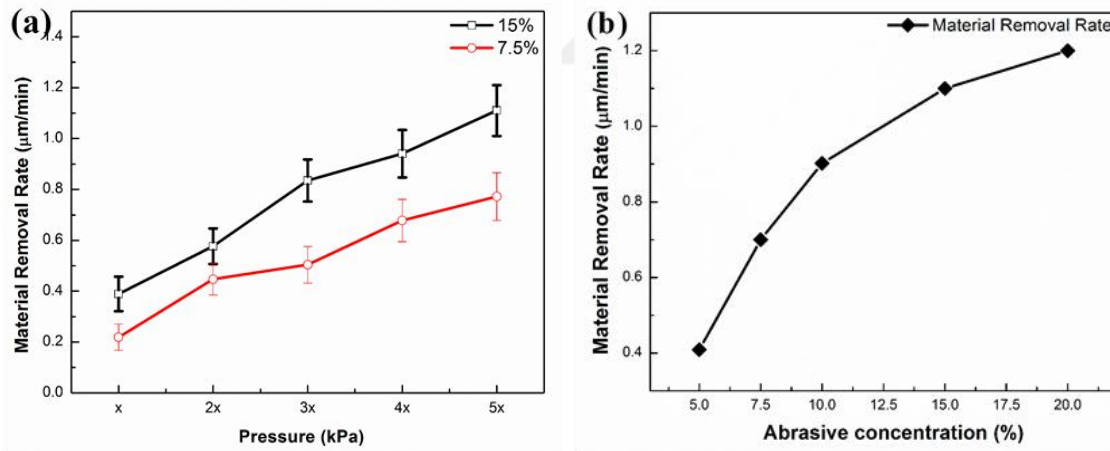 (a)
15%
7.5%
1.4
1.2
1.0
0.8
0.6
0.4
0.2
0.0
Material Removal Rate (μm/min)
x 2x 3x 4x 5x
Pressure (kPa)
(b)
Material Removal Rate
1.2
1.0
0.8
0.6
0.4
Material Removal Rate (μm/min)
5.0 7.5 10.0 12.5 15.0 17.5 20.0
Abrasive concentration (%)